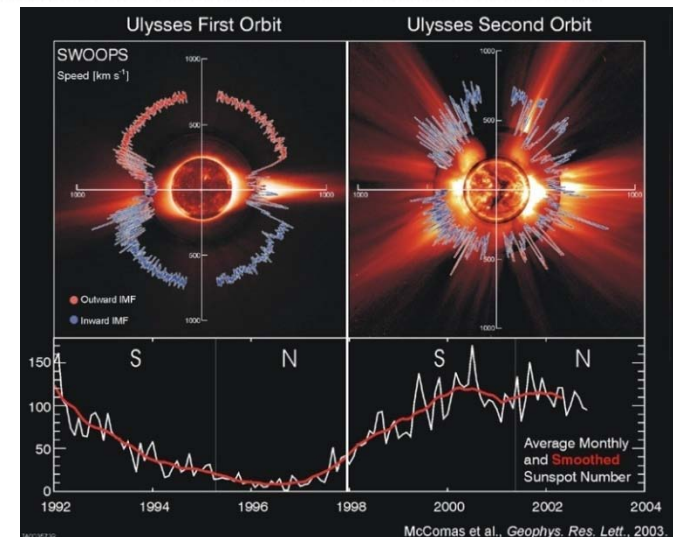 Ulysses First Orbit
Ulysses Second Orbit
SWOOPS
Speed [km s⁻¹]
1000
1000
500
500
1000
1000
1000
1000
500
500
1000
1000
Outward IMF
Inward IMF
S
N
S
N
150
100
50
0
Average Monthly
and Smoothed
Sunspot Number
1992
1994
1996
1998
2000
2002
2004
McComas et al., Geophys. Res. Lett., 2003.